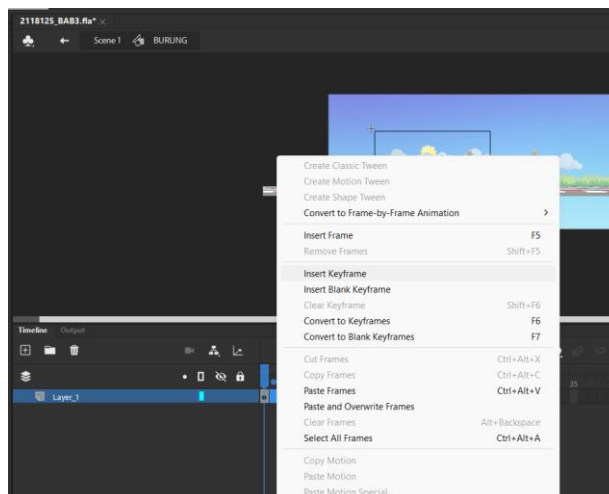 2118125_BAB3.fla* ×
Scene 1 BURUNG
Create Classic Tween
Create Motion Tween
Create Shape Tween
Convert to Frame-by-Frame Animation >
Insert Frame F5
Remove Frames Shift+F5
Insert Keyframe
Insert Blank Keyframe
Clear Keyframe Shift+F6
Convert to Keyframes F6
Convert to Blank Keyframes F7
Cut Frames Ctrl+Alt+X
Copy Frames Ctrl+Alt+C
Paste Frames Ctrl+Alt+V
Paste and Overwrite Frames
Clear Frames Alt+Backspace
Select All Frames Ctrl+Alt+A
Copy Motion
Paste Motion
Paste Motion Special
Timeline Output
35
Layer_1